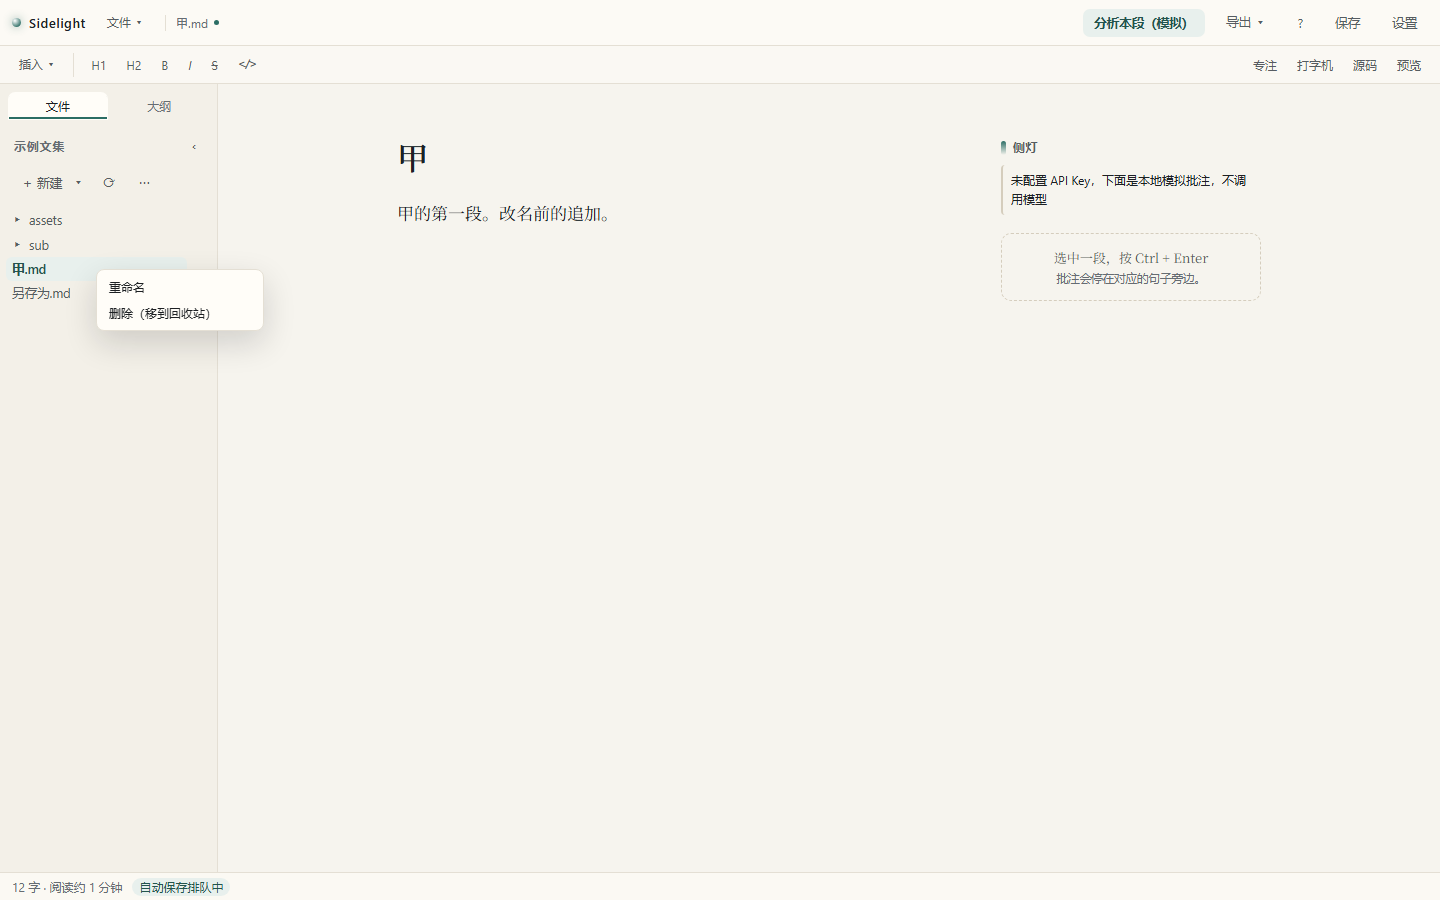 Sidelight 文件 甲.md 分析本段（模拟） 导出 ? 保存 设置
插入 H1 H2 B I S </> 专注 打字机 源码 预览
文件 大纲
示例文集 ‹
+ 新建 ···
assets
sub
甲.md
另存为.md
重命名
删除（移到回收站）
甲
甲的第一段。改名前的追加。
侧灯
未配置 API Key，下面是本地模拟批注，不调
用模型
选中一段，按 Ctrl + Enter
批注会停在对应的句子旁边。
12 字 · 阅读约 1 分钟 自动保存排队中